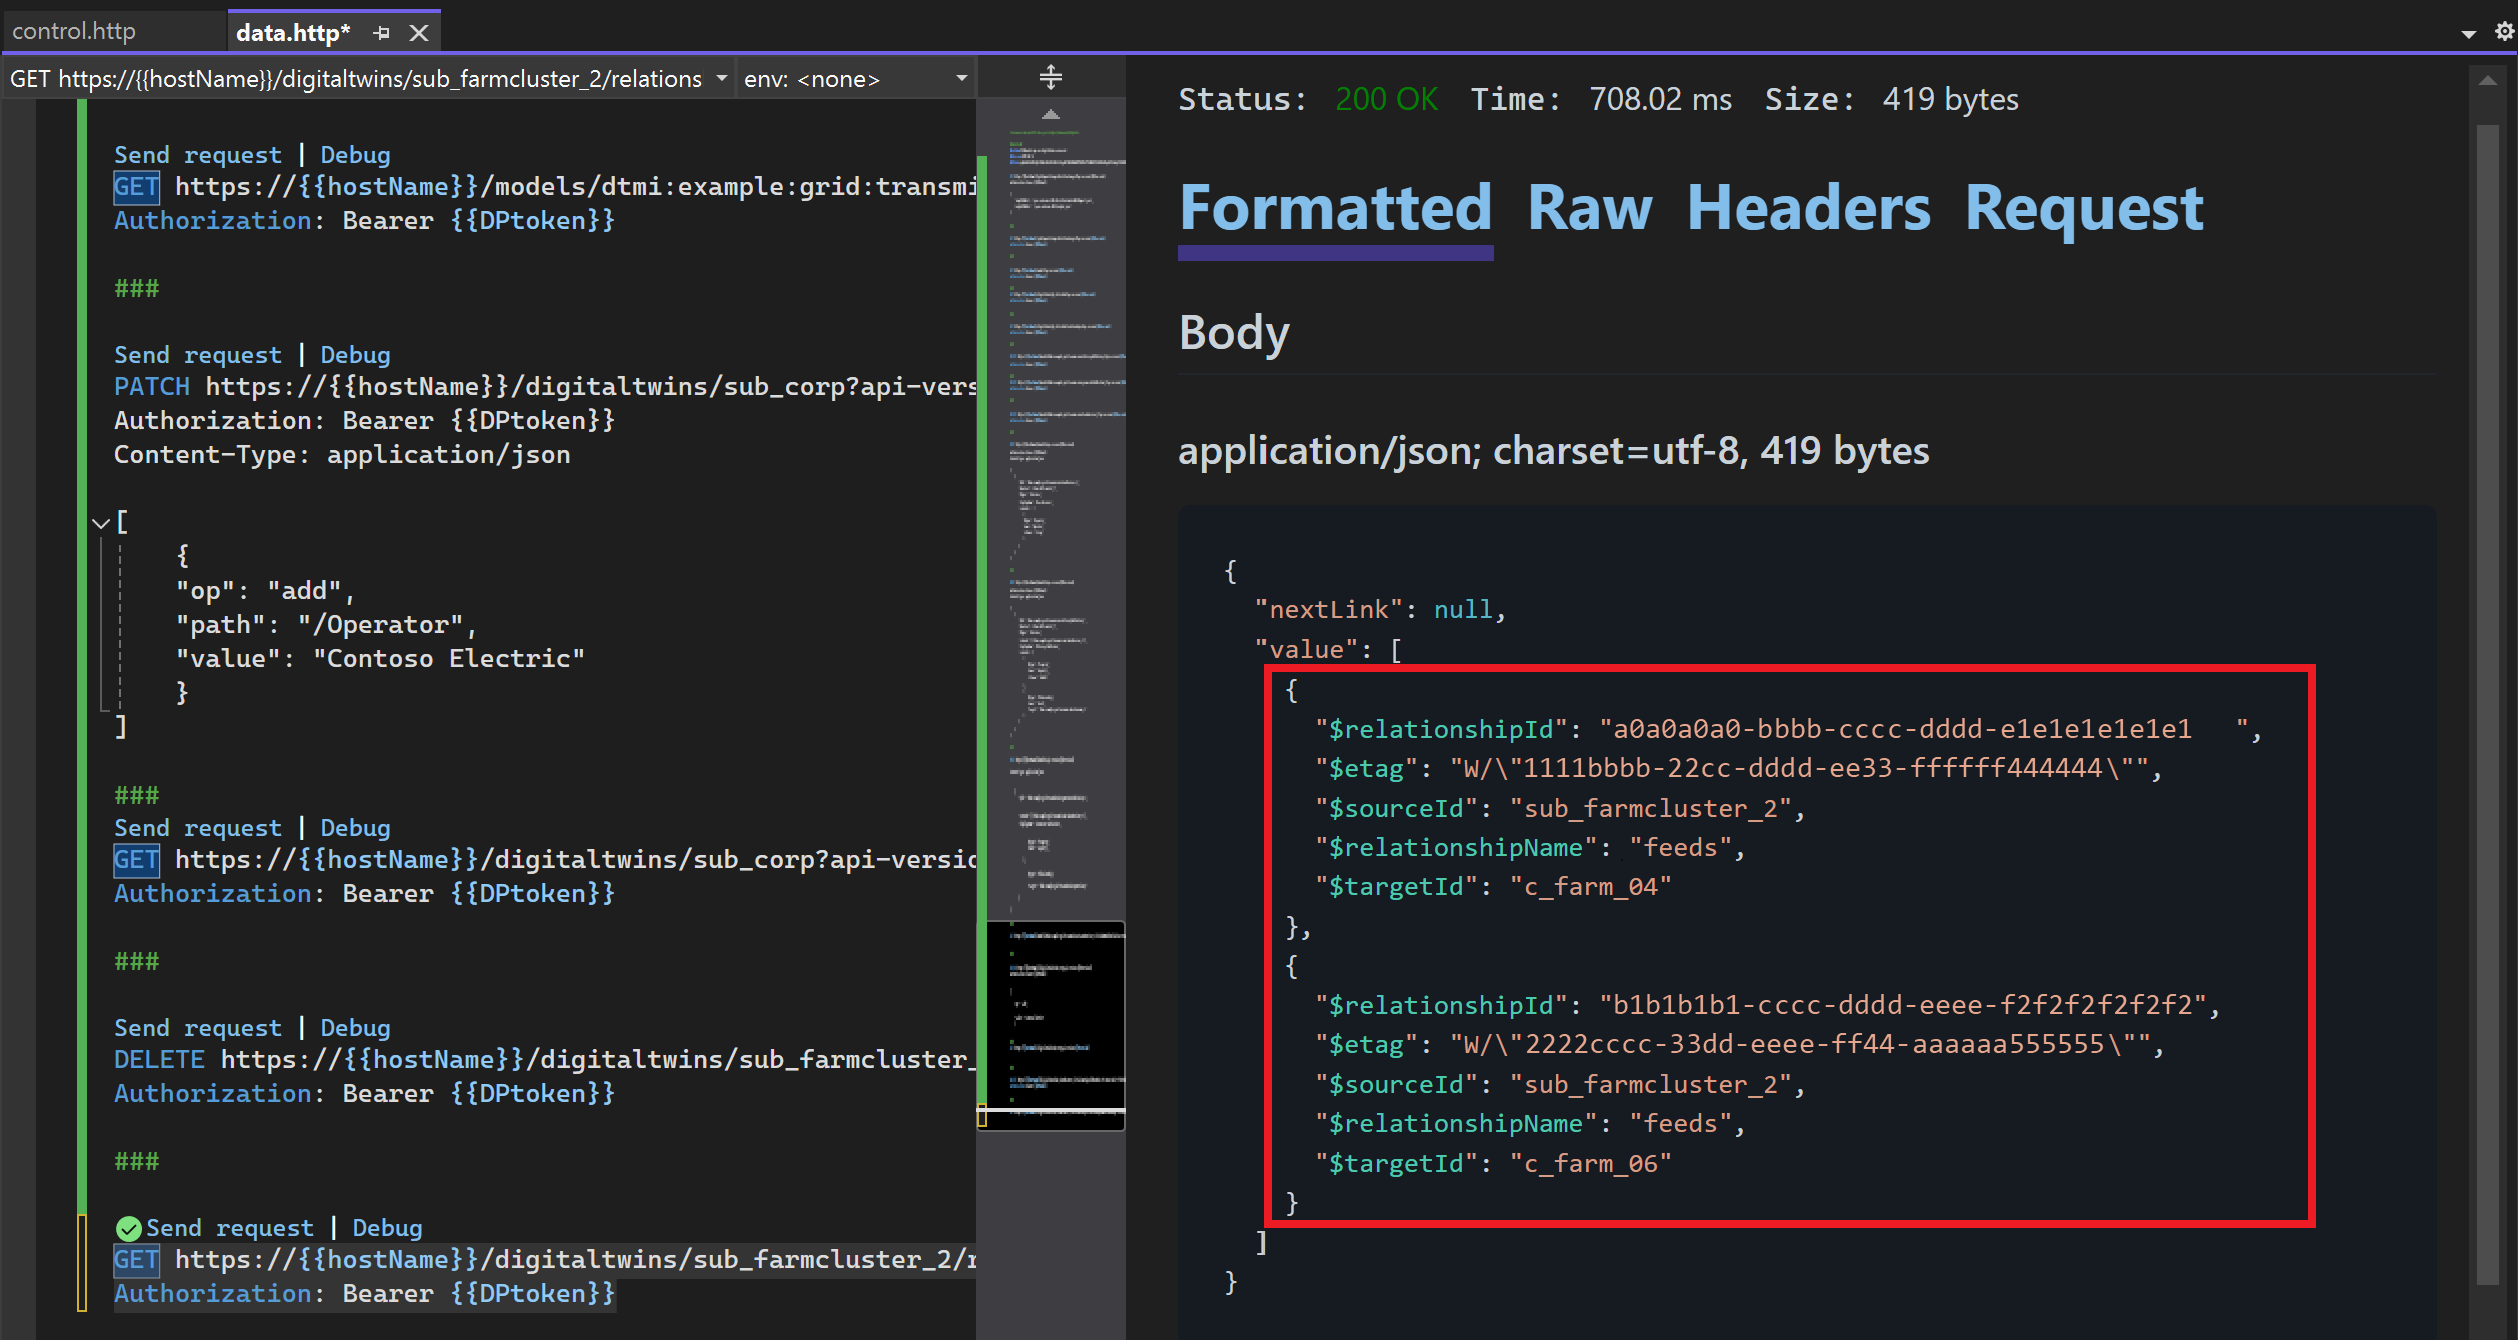 control.http
data.http*
GET https://{{hostName}}/digitaltwins/sub_farmcluster_2/relations
env: <none>
Send request | Debug
GET https://{{hostName}}/models/dtmi:example:grid:transmi
Authorization: Bearer {{DPtoken}}
###
Send request | Debug
PATCH https://{{hostName}}/digitaltwins/sub_corp?api-vers
Authorization: Bearer {{DPtoken}}
Content-Type: application/json
[
{
"op": "add",
"path": "/Operator",
"value": "Contoso Electric"
}
]
###
Send request | Debug
GET https://{{hostName}}/digitaltwins/sub_corp?api-versio
Authorization: Bearer {{DPtoken}}
###
Send request | Debug
DELETE https://{{hostName}}/digitaltwins/sub_farmcluster_
Authorization: Bearer {{DPtoken}}
###
Send request | Debug
GET https://{{hostName}}/digitaltwins/sub_farmcluster_2/r
Authorization: Bearer {{DPtoken}}
Status: 200 OK Time: 708.02 ms Size: 419 bytes
Formatted Raw Headers Request
Body
application/json; charset=utf-8, 419 bytes
{
"nextLink": null,
"value": [
{
"$relationshipId": "a0a0a0a0-bbbb-cccc-dddd-e1e1e1e1e1e1   ",
"$etag": "W/\"1111bbbb-22cc-dddd-ee33-ffffff444444\"",
"$sourceId": "sub_farmcluster_2",
"$relationshipName": "feeds",
"$targetId": "c_farm_04"
},
{
"$relationshipId": "b1b1b1b1-cccc-dddd-eeee-f2f2f2f2f2f2",
"$etag": "W/\"2222cccc-33dd-eeee-ff44-aaaaaa555555\"",
"$sourceId": "sub_farmcluster_2",
"$relationshipName": "feeds",
"$targetId": "c_farm_06"
}
]
}